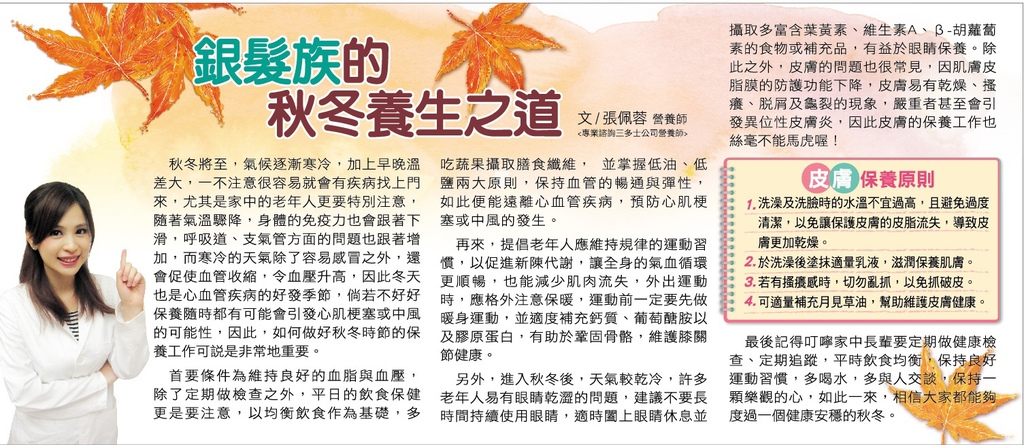 銀髮族的
秋冬養生之道
文/張佩蓉 營養師
<專業諮詢三多士公司營養師>
秋冬將至，氣候逐漸寒冷，加上早晚溫
差大，一不注意很容易就會有疾病找上門
來，尤其是家中的老年人更要特別注意，
隨著氣溫驟降，身體的免疫力也會跟著下
滑，呼吸道、支氣管方面的問題也跟著增
加，而寒冷的天氣除了容易感冒之外，還
會促使血管收縮，令血壓升高，因此冬天
也是心血管疾病的好發季節，倘若不好好
保養隨時都有可能會引發心肌梗塞或中風
的可能性，因此，如何做好秋冬時節的保
養工作可說是非常地重要。
首要條件為維持良好的血脂與血壓，
除了定期做檢查之外，平日的飲食保健
更是要注意，以均衡飲食作為基礎，多
吃蔬果攝取膳食纖維， 並掌握低油、低
鹽兩大原則，保持血管的暢通與彈性，
如此便能遠離心血管疾病，預防心肌梗
塞或中風的發生。
再來，提倡老年人應維持規律的運動習
慣，以促進新陳代謝，讓全身的氣血循環
更順暢，也能減少肌肉流失，外出運動
時，應格外注意保暖，運動前一定要先做
暖身運動，並適度補充鈣質、葡萄醣胺以
及膠原蛋白，有助於鞏固骨骼，維護膝關
節健康。
另外，進入秋冬後，天氣較乾冷，許多
老年人易有眼睛乾澀的問題，建議不要長
時間持續使用眼睛，適時闔上眼睛休息並
攝取多富含葉黃素、維生素A、β-胡蘿蔔
素的食物或補充品，有益於眼睛保養。除
此之外，皮膚的問題也很常見，因肌膚皮
脂膜的防護功能下降，皮膚易有乾燥、搔
癢、脫屑及龜裂的現象，嚴重者甚至會引
發異位性皮膚炎，因此皮膚的保養工作也
絲毫不能馬虎喔！
皮膚保養原則
1.洗澡及洗臉時的水溫不宜過高，且避免過度
清潔，以免讓保護皮膚的皮脂流失，導致皮
膚更加乾燥。
2.於洗澡後塗抹適量乳液，滋潤保養肌膚。
3.若有搔癢感時，切勿亂抓，以免抓破皮。
4.可適量補充月見草油，幫助維護皮膚健康。
最後記得叮嚀家中長輩要定期做健康檢
查、定期追蹤，平時飲食均衡，保持良好
運動習慣，多喝水，多與人交談，保持一
顆樂觀的心，如此一來，相信大家都能夠
度過一個健康安穩的秋冬。